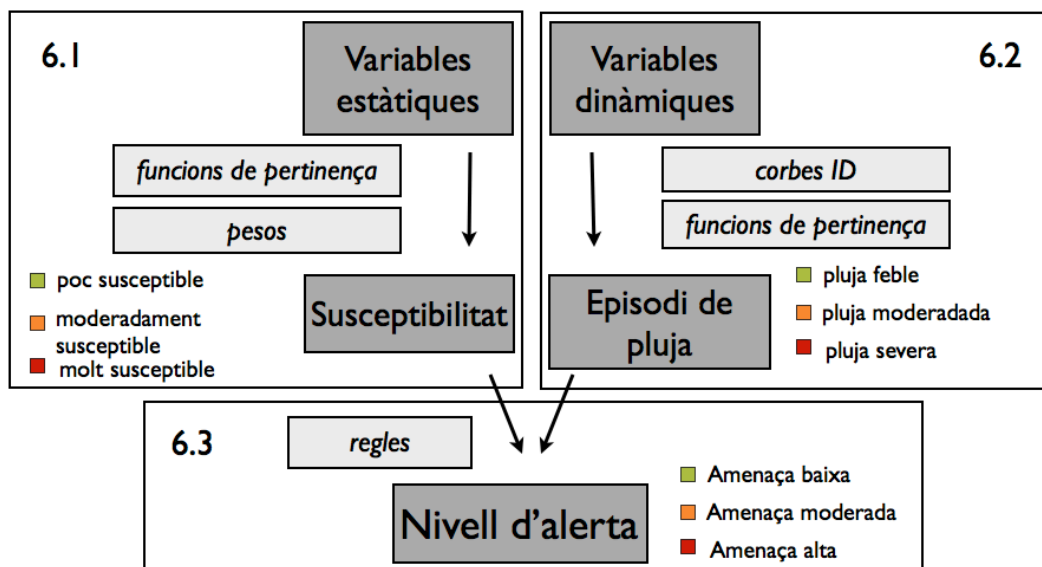 6.1
Variables
estàtiques
funcions de pertinença
pesos
poc susceptible
moderadament
susceptible
molt susceptible
Susceptibilitat
6.2
Variables
dinàmiques
corbes ID
funcions de pertinença
Episodi de
pluja
pluja feble
pluja moderadada
pluja severa
6.3
regles
Nivell d'alerta
Amenaça baixa
Amenaça moderada
Amenaça alta